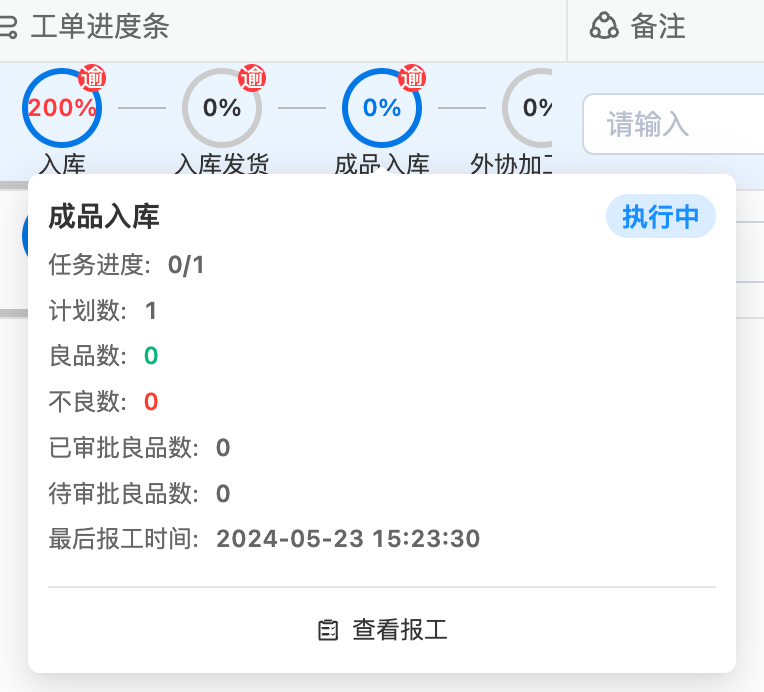 工单进度条
备注
逾 逾 逾
200% 0% 0% 0%
请输入
入库 入库发货 成品入库 外协加工
成品入库
执行中
任务进度: 0/1
计划数: 1
良品数: 0
不良数: 0
已审批良品数: 0
待审批良品数: 0
最后报工时间: 2024-05-23 15:23:30
查看报工